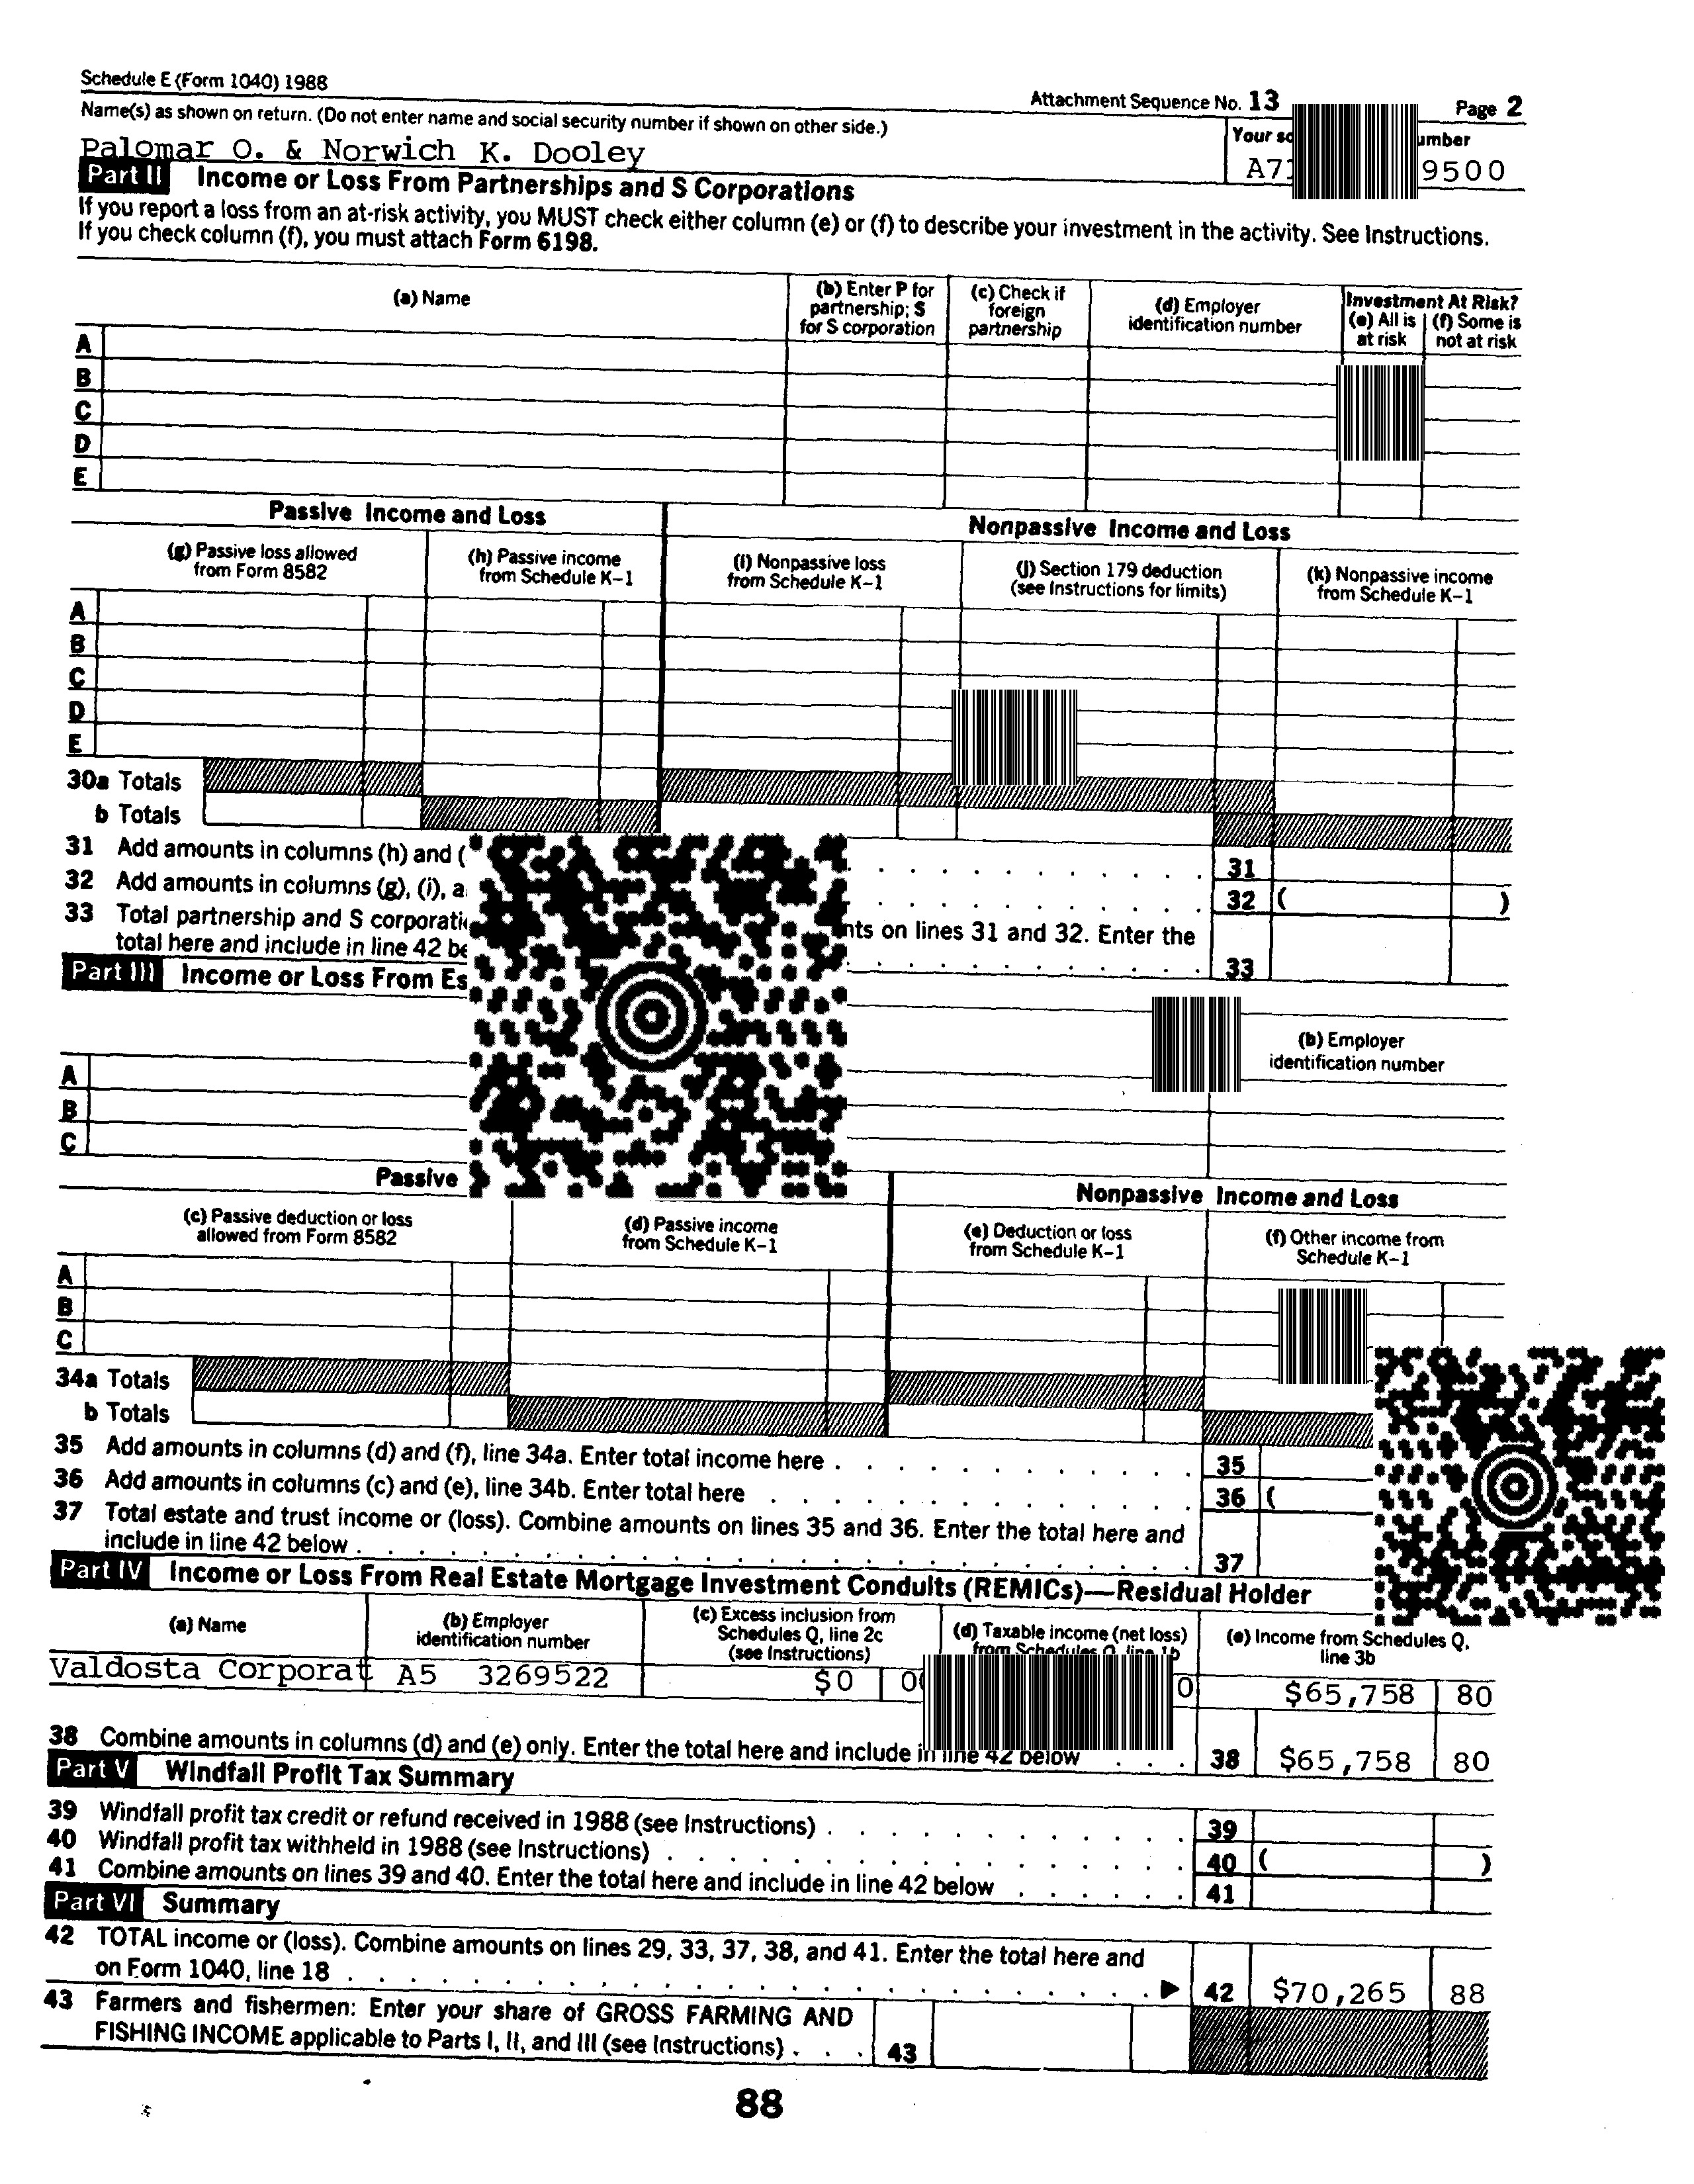 Schedule E (Form 1040) 1988
Attachment Sequence No. 13 Page 2
Name(s) as shown on return. (Do not enter name and social security number if shown on other side.)
Your
Palomar O. & Norwich K. Dooley
9500
Part II Income or Loss From Partnerships and S Corporations
If you report a loss from an at-risk activity, you MUST check either column (e) or (f) to describe your investment in the activity. See Instructions.
If you check column (f), you must attach Form 6198.
(a) Name
(b) Enter P for partnership; S for S corporation
(c) Check if foreign partnership
(d) Employer identification number
Investment At Risk?
(e) All is at risk
(f) Some is not at risk
A
B
C
D
E
Passive Income and Loss
Nonpassive Income and Loss
(g) Passive loss allowed from Form 8582
(h) Passive income from Schedule K-1
(i) Nonpassive loss from Schedule K-1
(j) Section 179 deduction (see Instructions for limits)
(k) Nonpassive income from Schedule K-1
A
B
C
D
E
30a Totals
b Totals
31 Add amounts in columns (h) and 31
32 Add amounts in columns (g), (i), 32 ( )
33 Total partnership and S on lines 31 and 32. Enter the
total here and include in line 42 33
Part III Income or Loss From
(b) Employer identification number
A
B
C
Passive
Nonpassive Income and Loss
(c) Passive deduction or loss allowed from Form 8582
(d) Passive income from Schedule K-1
(e) Deduction or loss from Schedule K-1
(f) Other income from Schedule K-1
A
B
C
34a Totals
b Totals
35 Add amounts in columns (d) and (f), line 34a. Enter total income here 35
36 Add amounts in columns (c) and (e), line 34b. Enter total here 36 (
37 Total estate and trust income or (loss). Combine amounts on lines 35 and 36. Enter the total here and
include in line 42 below 37
Part IV Income or Loss From Real Estate Mortgage Investment Conduits (REMICs)—Residual Holder
(a) Name
(b) Employer identification number
(c) Excess inclusion from Schedules Q, line 2c (see Instructions)
(d) Taxable income (net loss) from Schedules Q, line 1b
(e) Income from Schedules Q, line 3b
Valdosta Corporat A5 3269522 $0 $65,758 80
38 Combine amounts in columns (d) and (e) only. Enter the total here and include in line 42 below 38 $65,758 80
Part V Windfall Profit Tax Summary
39 Windfall profit tax credit or refund received in 1988 (see Instructions) 39
40 Windfall profit tax withheld in 1988 (see Instructions) 40 ( )
41 Combine amounts on lines 39 and 40. Enter the total here and include in line 42 below 41
Part VI Summary
42 TOTAL income or (loss). Combine amounts on lines 29, 33, 37, 38, and 41. Enter the total here and
on Form 1040, line 18 ▶ 42 $70,265 88
43 Farmers and fishermen: Enter your share of GROSS FARMING AND
FISHING INCOME applicable to Parts I, II, and III (see Instructions) 43
88